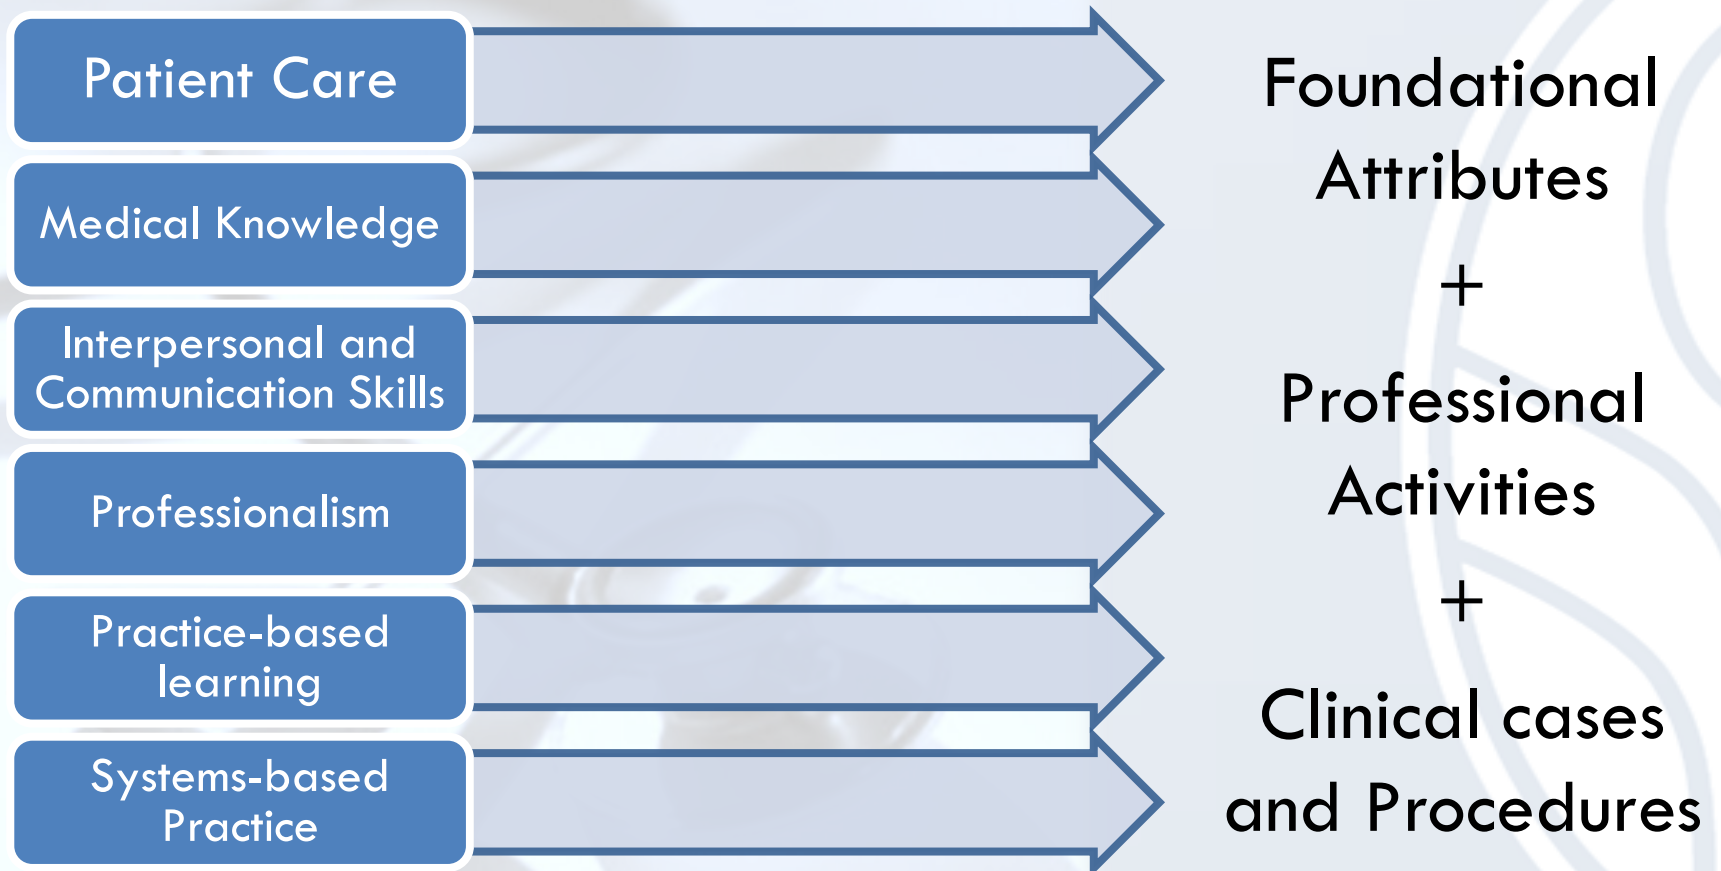 Patient Care
Medical Knowledge
Interpersonal and
Communication Skills
Professionalism
Practice-based
learning
Systems-based
Practice
Foundational
Attributes
+
Professional
Activities
+
Clinical cases
and Procedures